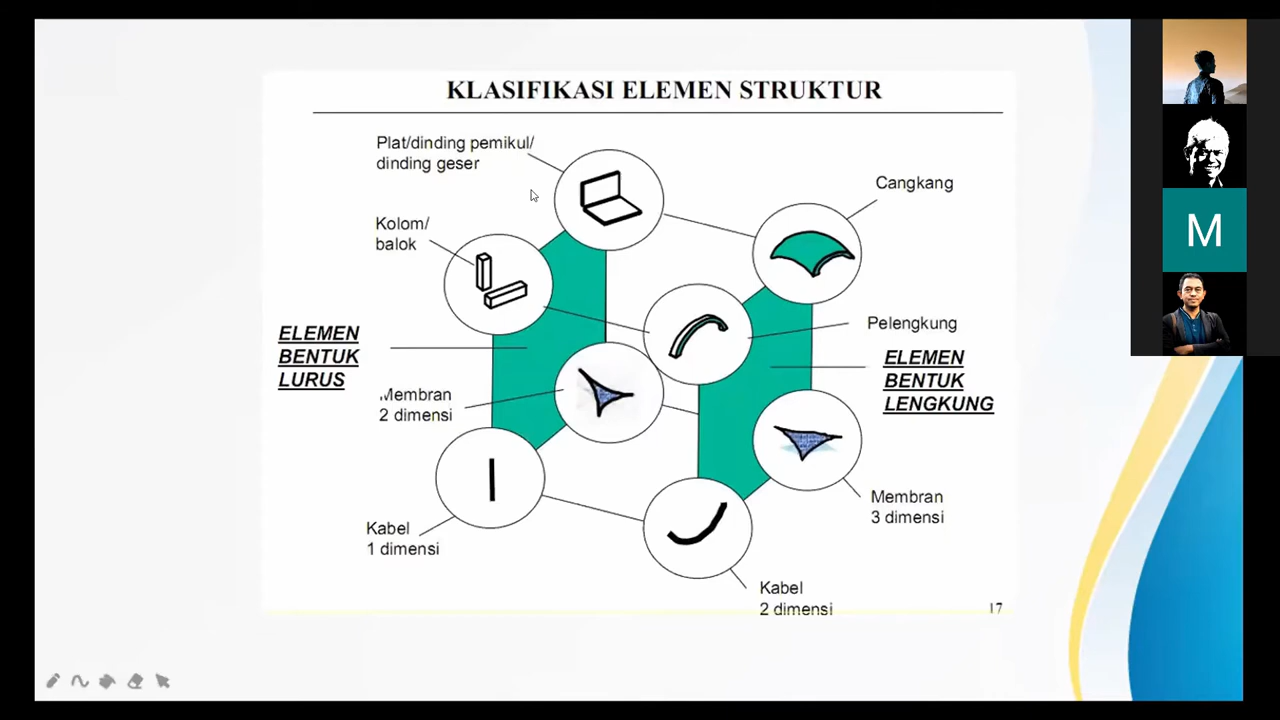 KLASIFIKASI ELEMEN STRUKTUR
Plat/dinding pemikul/
dinding geser
Cangkang
Kolom/
balok
Pelengkung
ELEMEN
BENTUK
LURUS
ELEMEN
BENTUK
LENGKUNG
Membran
2 dimensi
Membran
3 dimensi
Kabel
1 dimensi
Kabel
2 dimensi
17
M